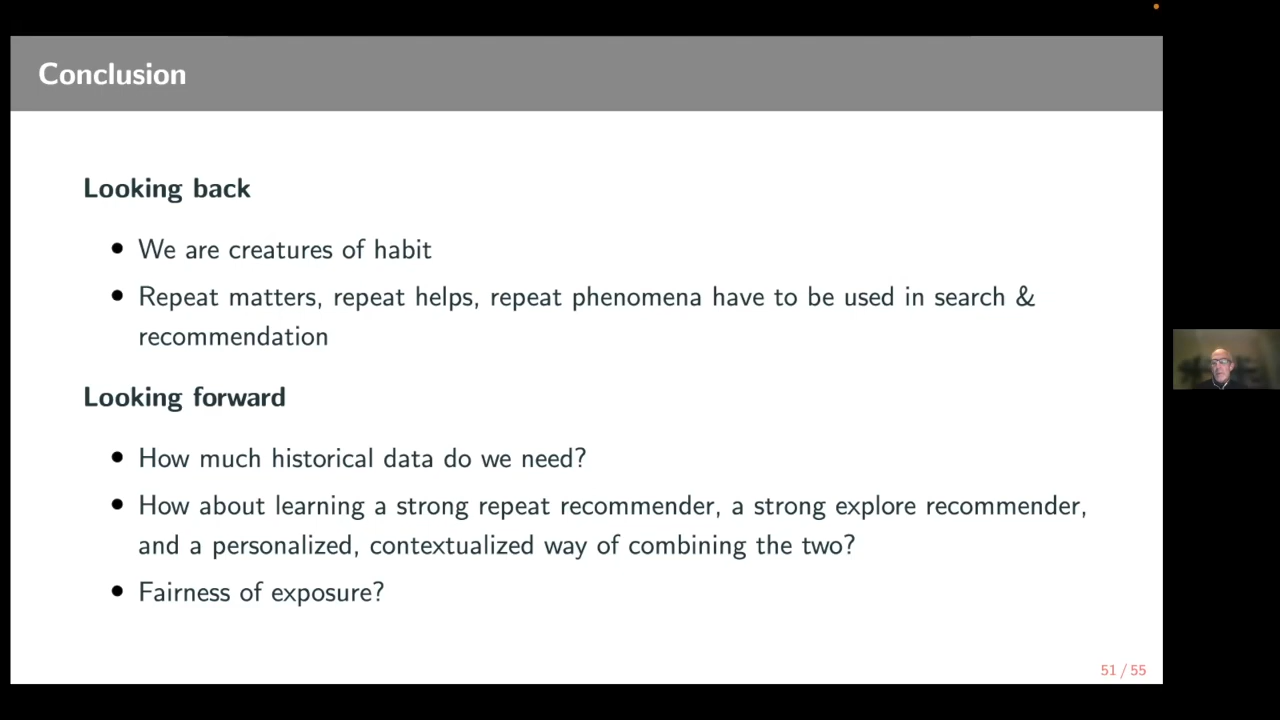 Conclusion
Looking back
• We are creatures of habit
• Repeat matters, repeat helps, repeat phenomena have to be used in search &
recommendation
Looking forward
• How much historical data do we need?
• How about learning a strong repeat recommender, a strong explore recommender,
and a personalized, contextualized way of combining the two?
• Fairness of exposure?
51 / 55